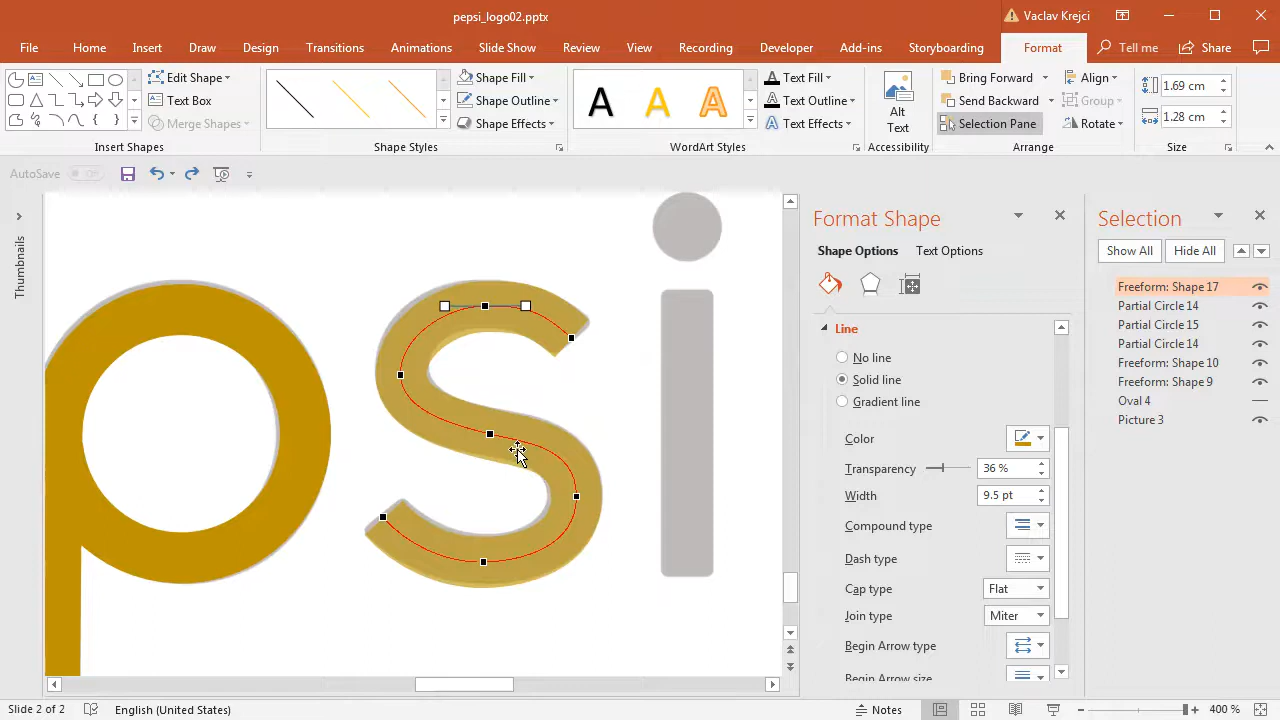 pepsi_logo02.pptx
Vaclav Krejci
File Home Insert Draw Design Transitions Animations Slide Show Review View Recording Developer Add-ins Storyboarding Format Tell me Share
Edit Shape
Text Box
Merge Shapes
Insert Shapes
Shape Fill
Shape Outline
Shape Effects
Shape Styles
A A A
Text Fill
Text Outline
Text Effects
WordArt Styles
Alt
Text
Accessibility
Bring Forward
Send Backward
Selection Pane
Align
Group
Rotate
Arrange
1.69 cm
1.28 cm
Size
AutoSave Off
Thumbnails
psi
Format Shape
Shape Options Text Options
Line
No line
Solid line
Gradient line
Color
Transparency 36 %
Width 9.5 pt
Compound type
Dash type
Cap type Flat
Join type Miter
Begin Arrow type
Begin Arrow size
Selection
Show All Hide All
Freeform: Shape 17
Partial Circle 14
Partial Circle 15
Partial Circle 14
Freeform: Shape 10
Freeform: Shape 9
Oval 4
Picture 3
Slide 2 of 2 English (United States) Notes 400 %